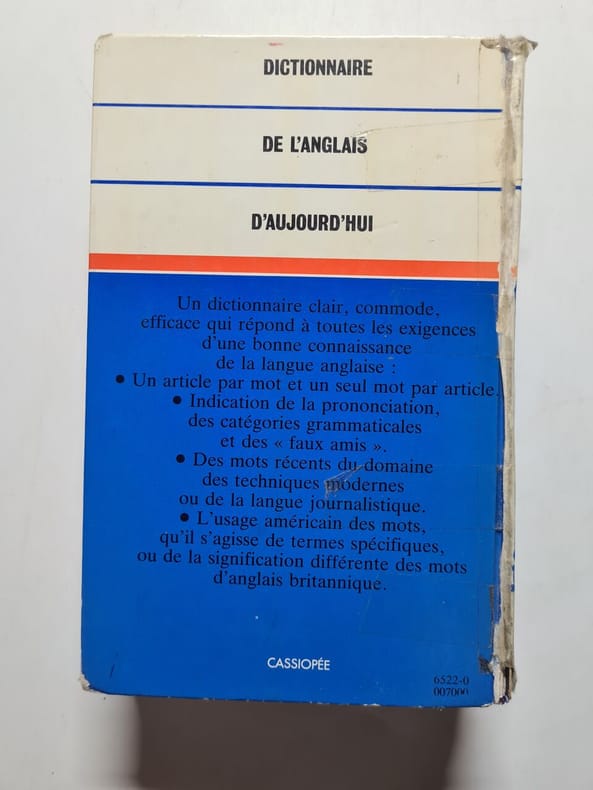 DICTIONNAIRE
DE L'ANGLAIS
D'AUJOURD'HUI
Un dictionnaire clair, commode,
efficace qui répond à toutes les exigences
d'une bonne connaissance
de la langue anglaise :
● Un article par mot et un seul mot par article.
● Indication de la prononciation,
des catégories grammaticales
et des « faux amis ».
● Des mots récents du domaine
des techniques modernes
ou de la langue journalistique.
● L'usage américain des mots,
qu'il s'agisse de termes spécifiques,
ou de la signification différente des mots
d'anglais britannique.
CASSIOPÉE
6522-0